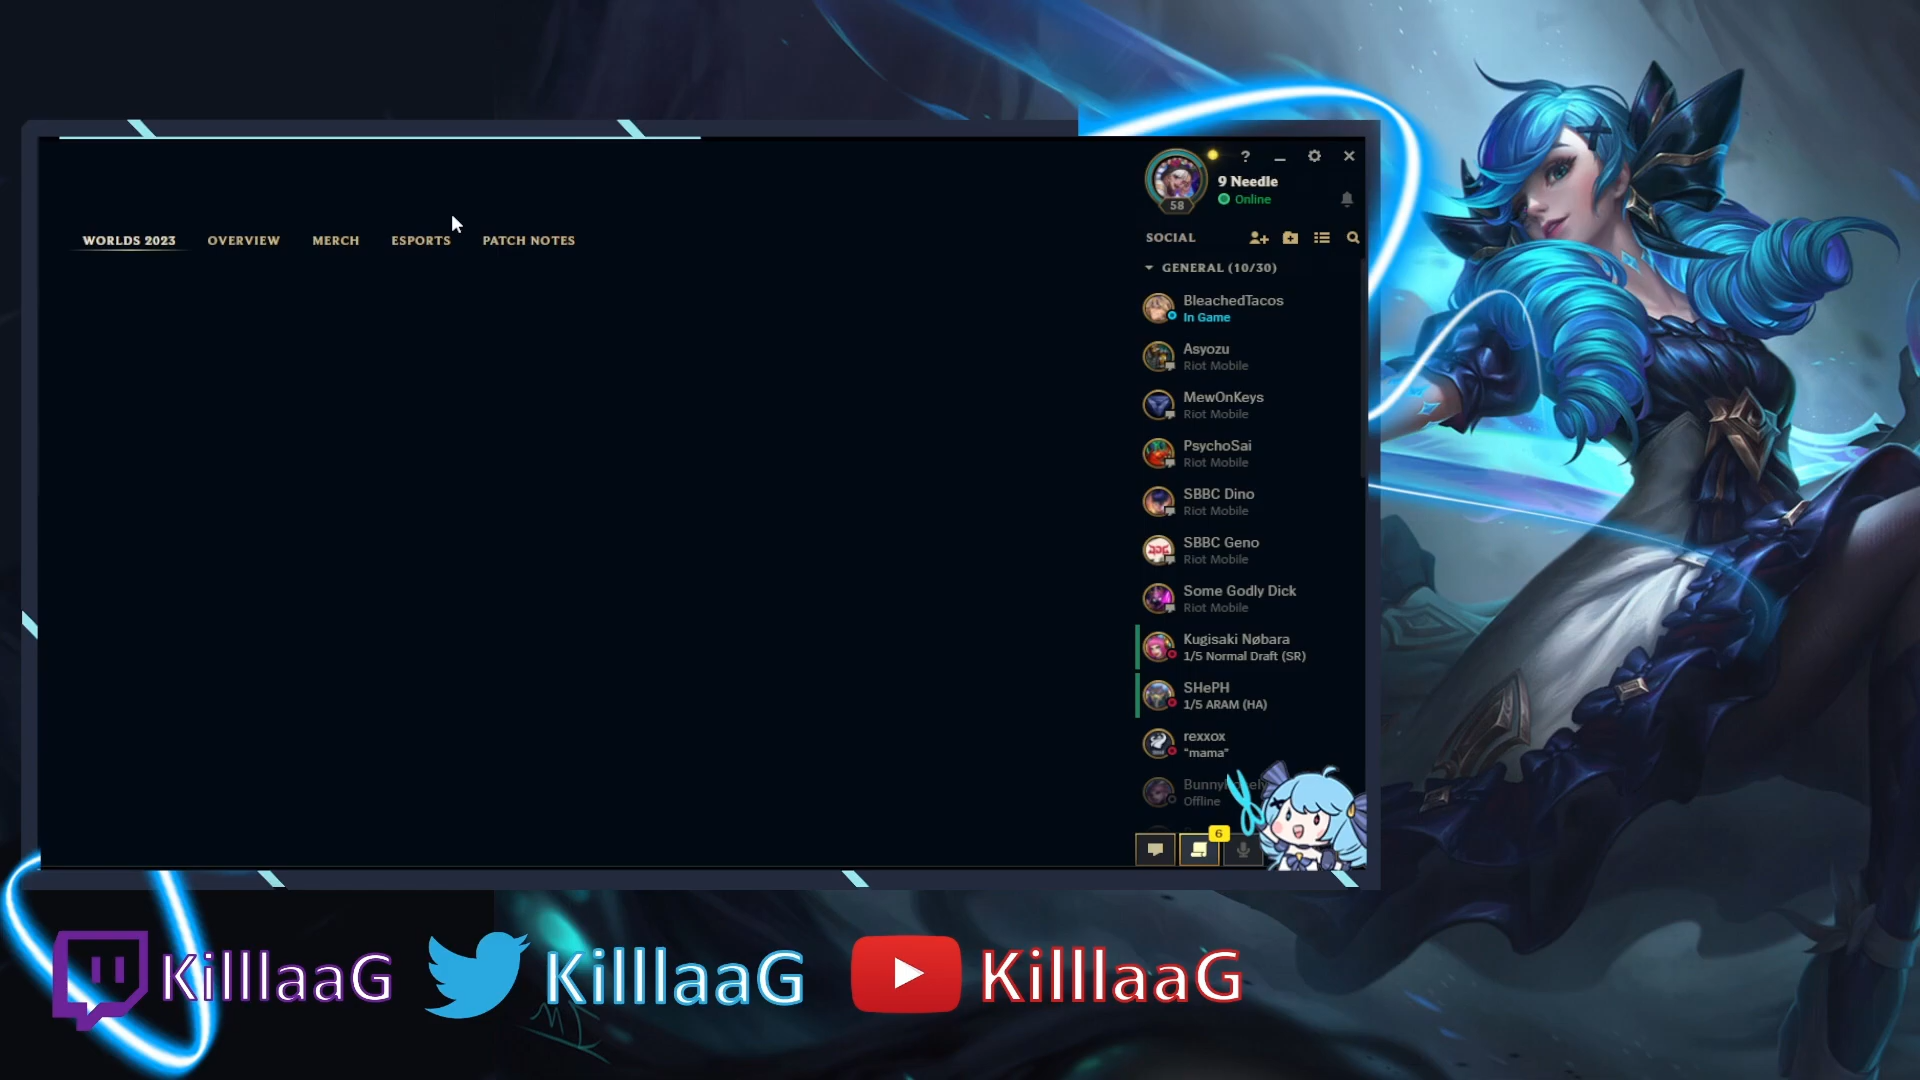 ?
9 Needle
58
Online
WORLDS 2023
OVERVIEW
MERCH
ESPORTS
PATCH NOTES
SOCIAL
GENERAL (10/30)
BleachedTacos
In Game
Asyozu
Riot Mobile
MewOnKeys
Riot Mobile
PsychoSai
Riot Mobile
SBBC Dino
Riot Mobile
SBBC Geno
Riot Mobile
Some Godly Dick
Riot Mobile
Kugisaki Nøbara
1/5 Normal Draft (SR)
SHePH
1/5 ARAM (HA)
rexxox
"mama"
Offline
6
KilllaaG
KilllaaG
KilllaaG